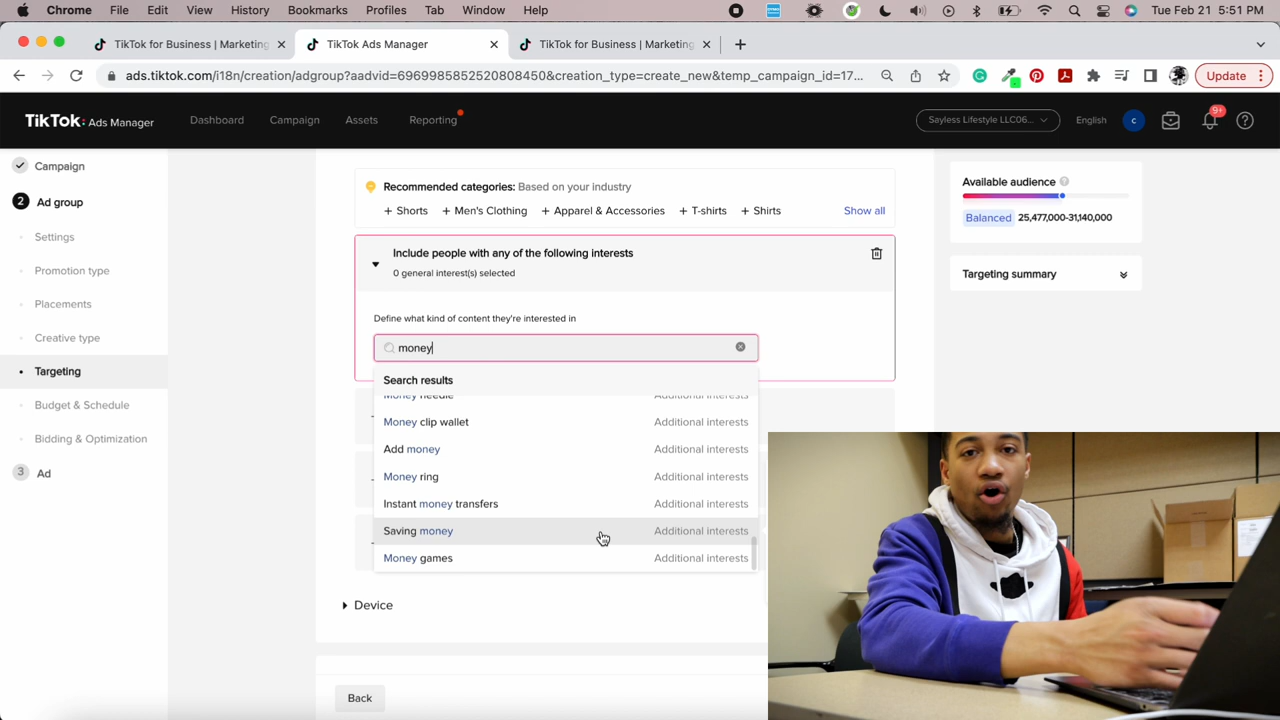 Chrome File Edit View History Bookmarks Profiles Tab Window Help Tue Feb 21 5:51 PM
TikTok for Business | Marketing TikTok Ads Manager TikTok for Business | Marketing
ads.tiktok.com/i18n/creation/adgroup?aadvid=6969985852520808450&creation_type=create_new&temp_campaign_id=17... Update
TikTok: Ads Manager Dashboard Campaign Assets Reporting Sayless Lifestyle LLC06... English c 9+
Campaign
2 Ad group
Settings
Promotion type
Placements
Creative type
Targeting
Budget & Schedule
Bidding & Optimization
3 Ad
Recommended categories: Based on your industry
+ Shorts + Men's Clothing + Apparel & Accessories + T-shirts + Shirts Show all
Include people with any of the following interests
0 general interest(s) selected
Define what kind of content they're interested in
money
Search results
Money needle Additional interests
Money clip wallet Additional interests
Add money Additional interests
Money ring Additional interests
Instant money transfers Additional interests
Saving money Additional interests
Money games Additional interests
Device
Back
Available audience
Balanced 25,477,000-31,140,000
Targeting summary